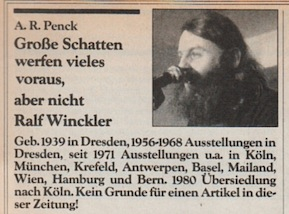 A. R. Penck
Große Schatten
werfen vieles
voraus,
aber nicht
Ralf Winckler
Geb. 1939 in Dresden, 1956-1968 Ausstellungen in
Dresden, seit 1971 Ausstellungen u.a. in Köln,
München, Krefeld, Antwerpen, Basel, Mailand,
Wien, Hamburg und Bern. 1980 Übersiedlung
nach Köln. Kein Grunde für einen Artikel in die-
ser Zeitung!